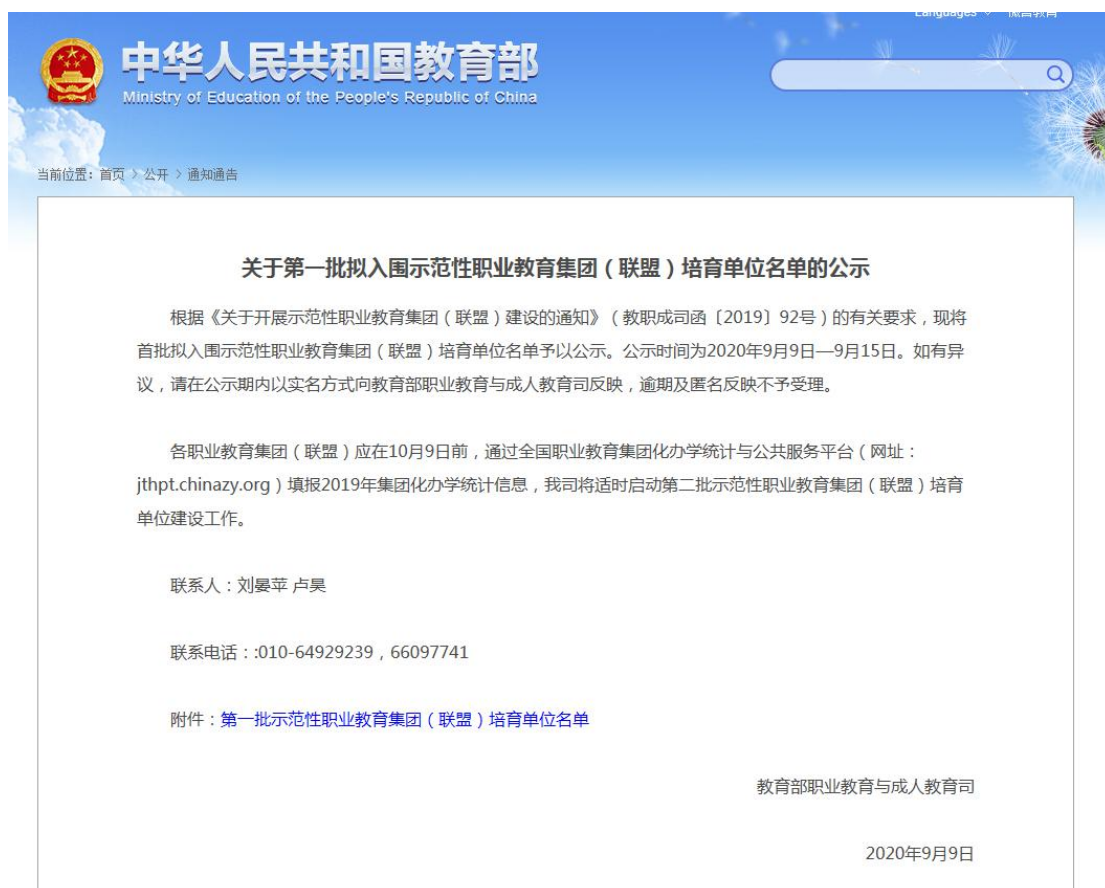 Languages
微言教育
中华人民共和国教育部
Ministry of Education of the People's Republic of China
当前位置：首页 > 公开 > 通知通告
关于第一批拟入围示范性职业教育集团（联盟）培育单位名单的公示
根据《关于开展示范性职业教育集团（联盟）建设的通知》（教职成司函〔2019〕92号）的有关要求，现将
首批拟入围示范性职业教育集团（联盟）培育单位名单予以公示。公示时间为2020年9月9日—9月15日。如有异
议，请在公示期内以实名方式向教育部职业教育与成人教育司反映，逾期及匿名反映不予受理。
各职业教育集团（联盟）应在10月9日前，通过全国职业教育集团化办学统计与公共服务平台（网址：
jthpt.chinazy.org）填报2019年集团化办学统计信息，我司将适时启动第二批示范性职业教育集团（联盟）培育
单位建设工作。
联系人：刘晏苹 卢昊
联系电话：:010-64929239，66097741
附件：第一批示范性职业教育集团（联盟）培育单位名单
教育部职业教育与成人教育司
2020年9月9日